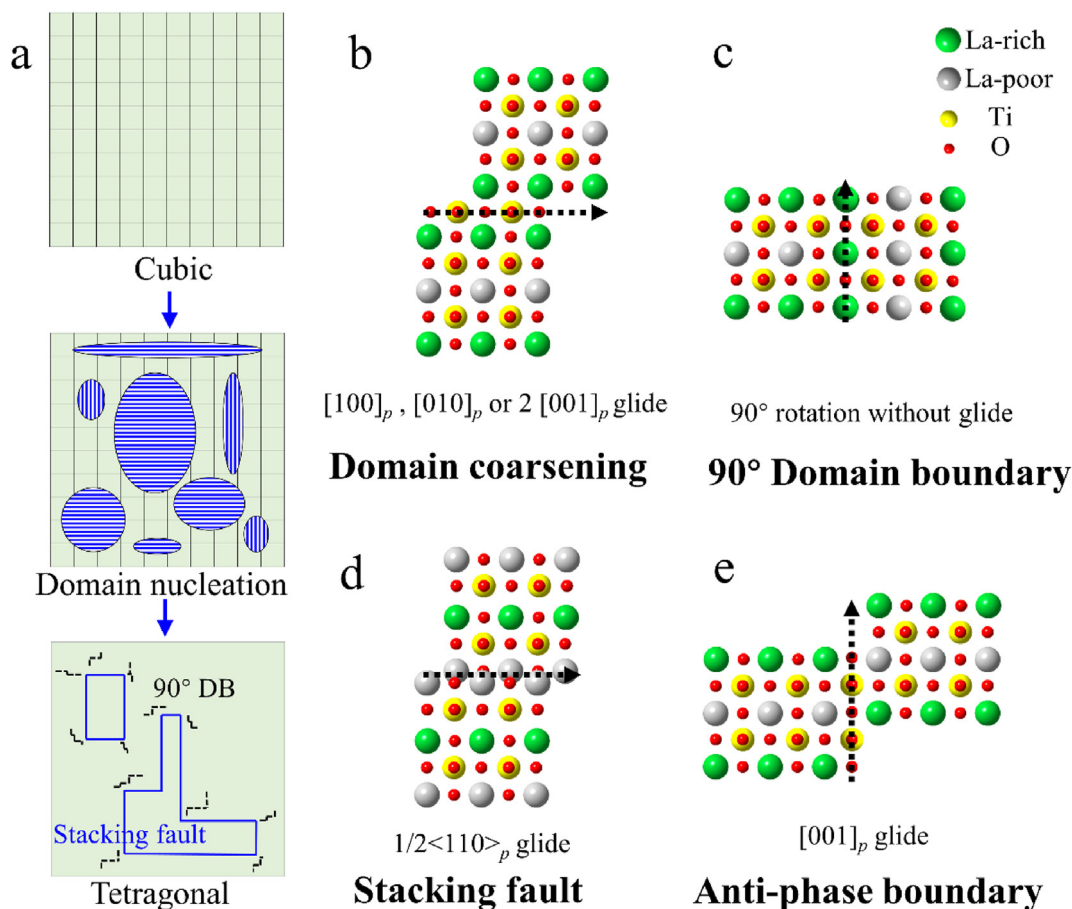 a
Cubic
Domain nucleation
90° DB
Stacking fault
Tetragonal
b
[100]p , [010]p or 2 [001]p glide
Domain coarsening
c
La-rich
La-poor
Ti
O
90° rotation without glide
90° Domain boundary
d
1/2<110>p glide
Stacking fault
e
[001]p glide
Anti-phase boundary